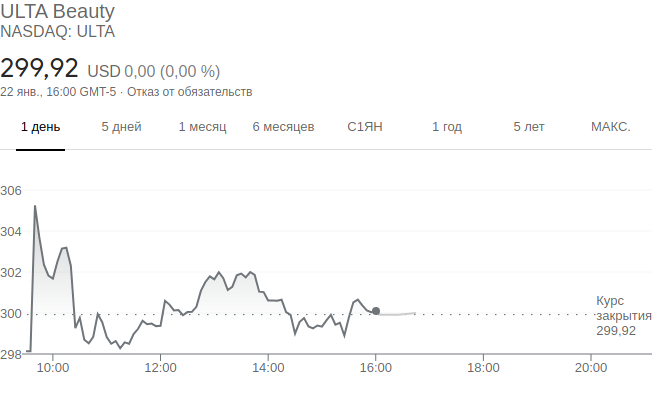 ULTA Beauty
NASDAQ: ULTA
299,92 USD 0,00 (0,00 %)
22 янв., 16:00 GMT-5 · Отказ от обязательств
1 день 5 дней 1 месяц 6 месяцев С1ЯН 1 год 5 лет МАКС.
306
304
302
300
298
Курс
закрытия
299,92
10:00 12:00 14:00 16:00 18:00 20:00